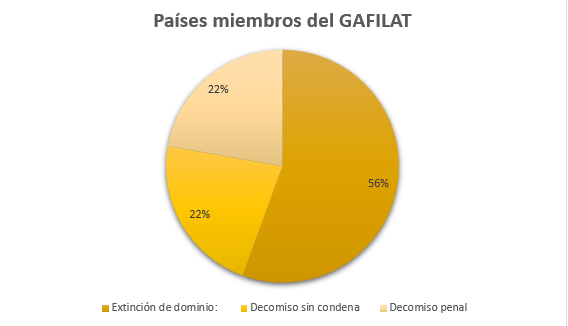 Países miembros del GAFILAT
22%
56%
22%
Extinción de dominio:
Decomiso sin condena
Decomiso penal